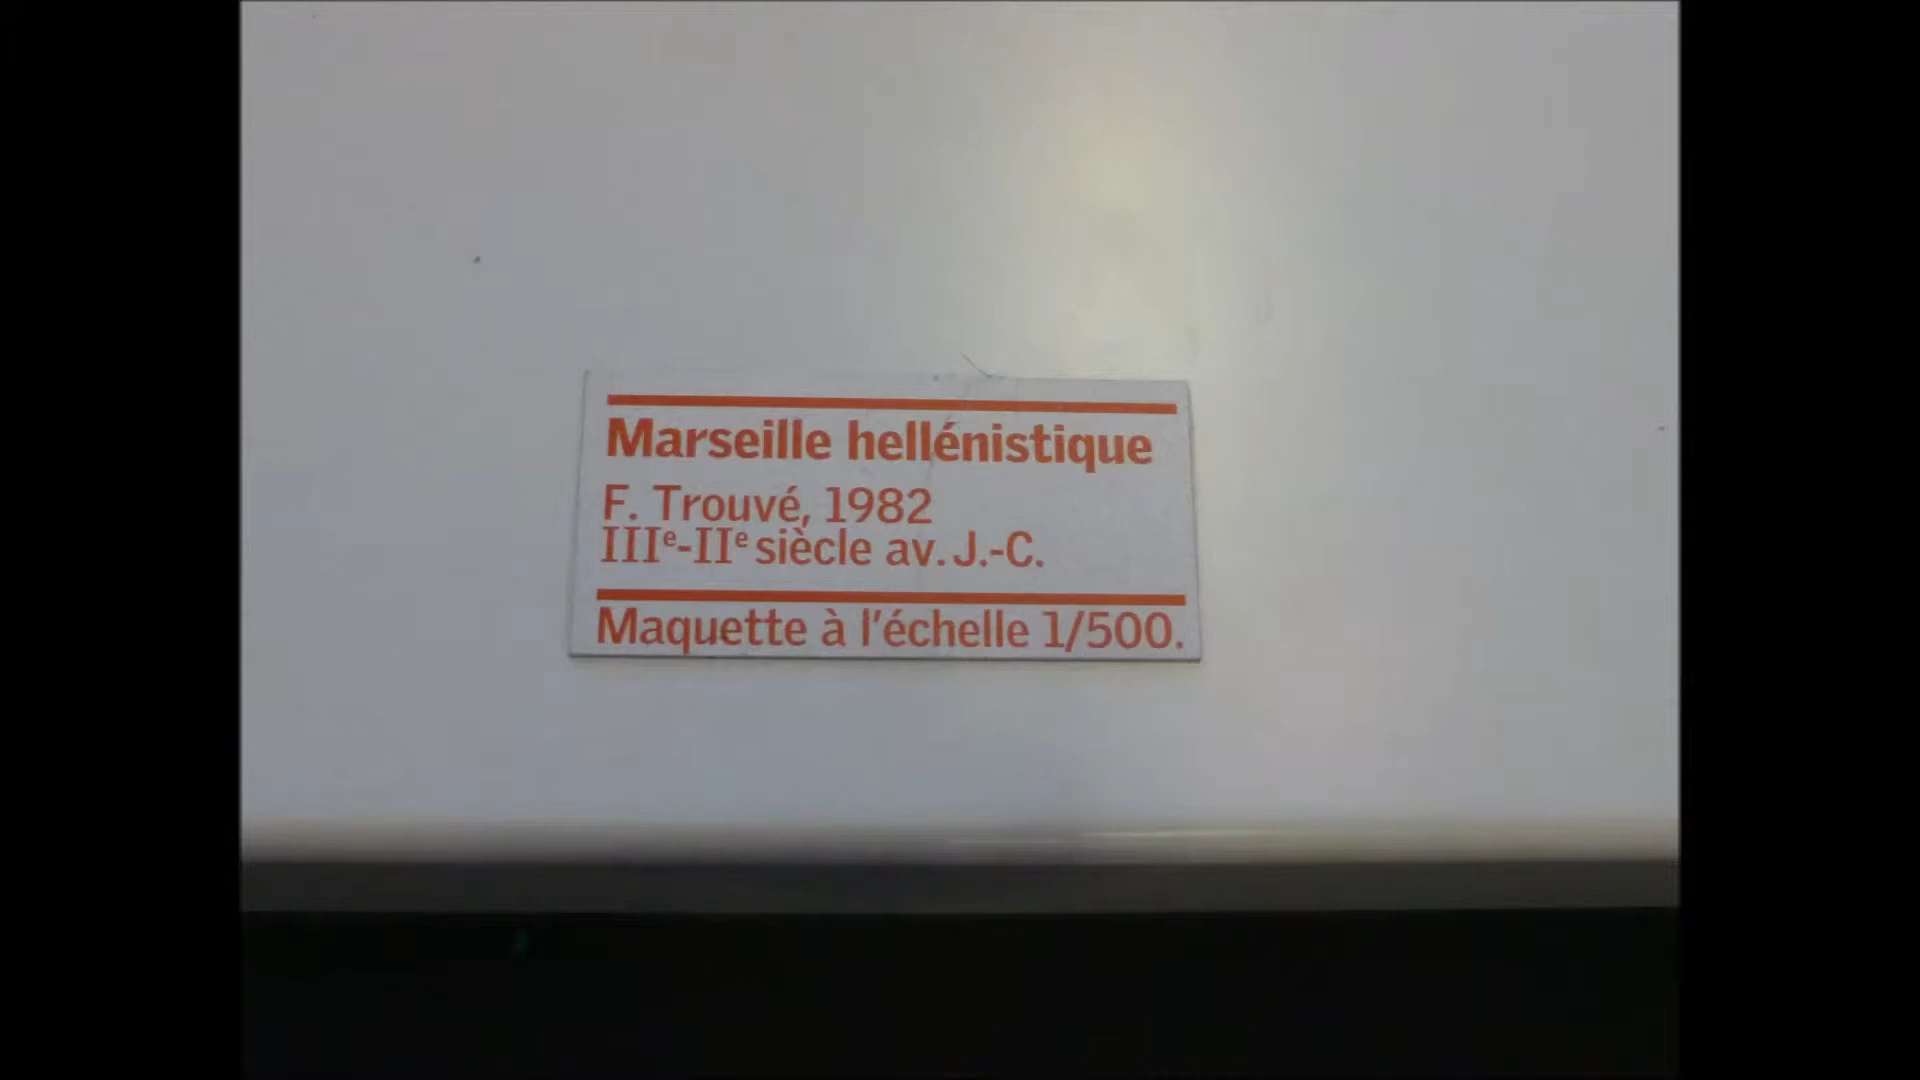 Marseille hellénistique
F. Trouvé, 1982
IIIᵉ-IIᵉ siècle av. J.-C.
Maquette à l'échelle 1/500.